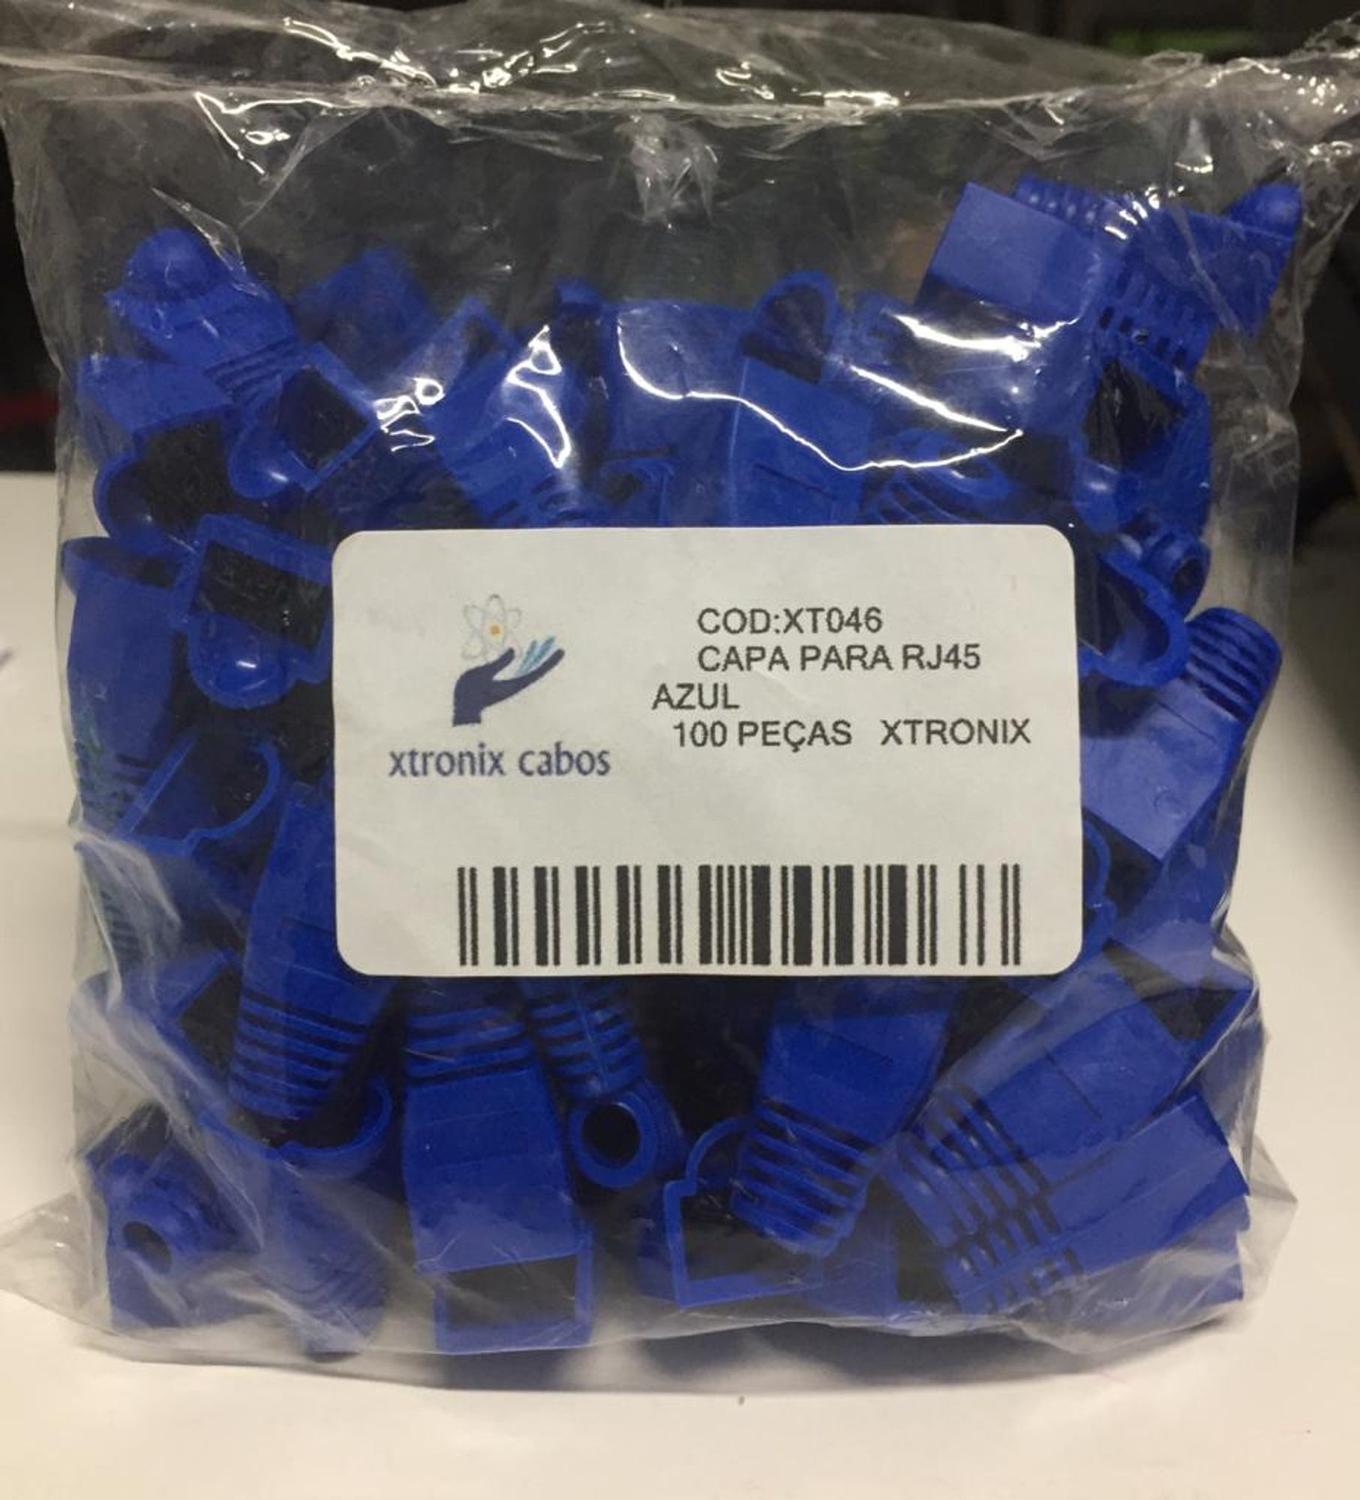 COD:XT046
CAPA PARA RJ45
AZUL
100 PEÇAS XTRONIX
xtronix cabos